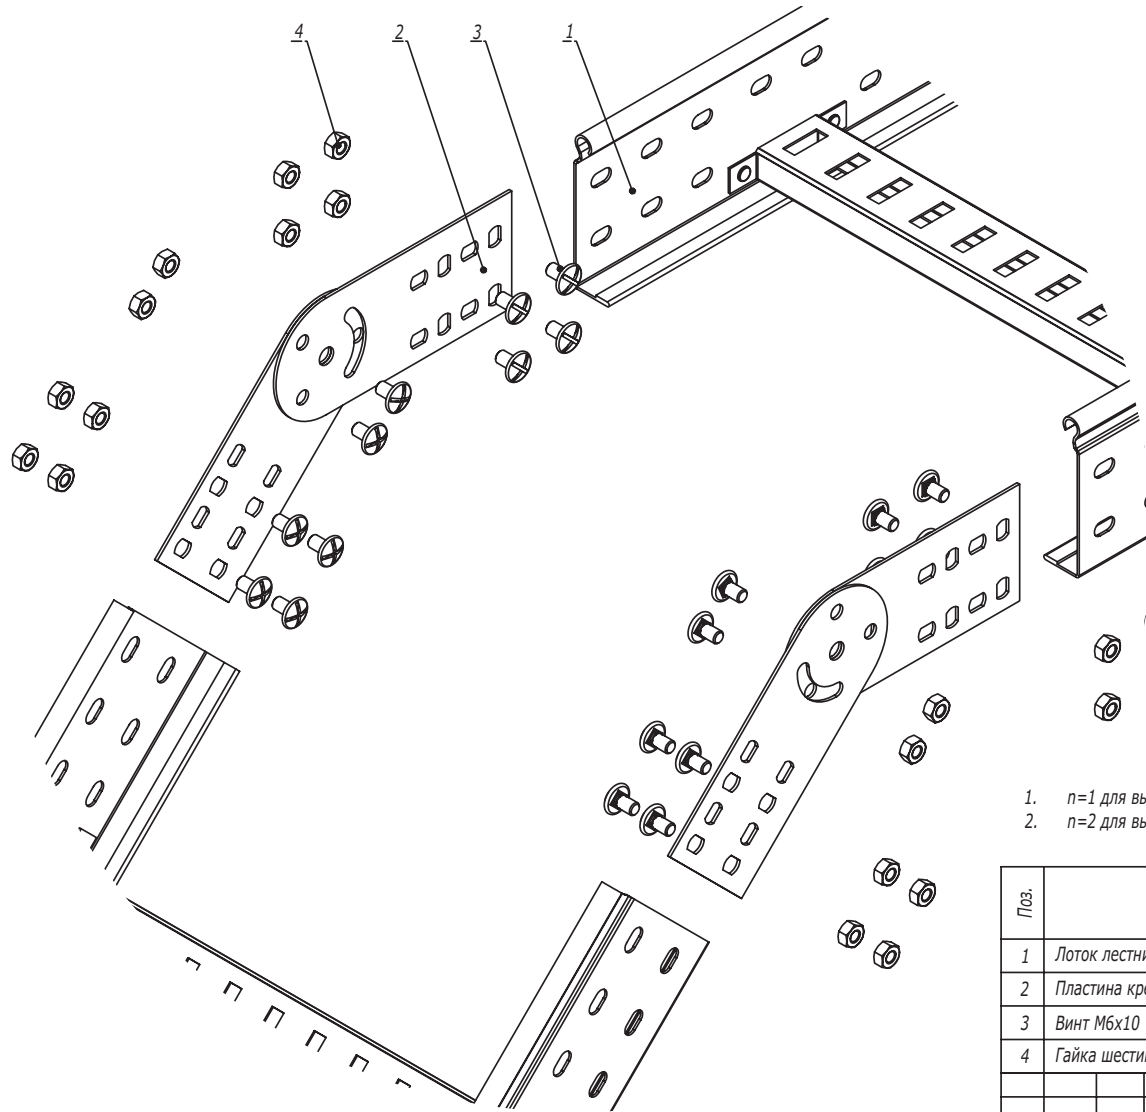 4 2 3 1
1. n=1 для вы
2. n=2 для вы
Поз.
1 Лоток лестни
2 Пластина кре
3 Винт М6х10
4 Гайка шести